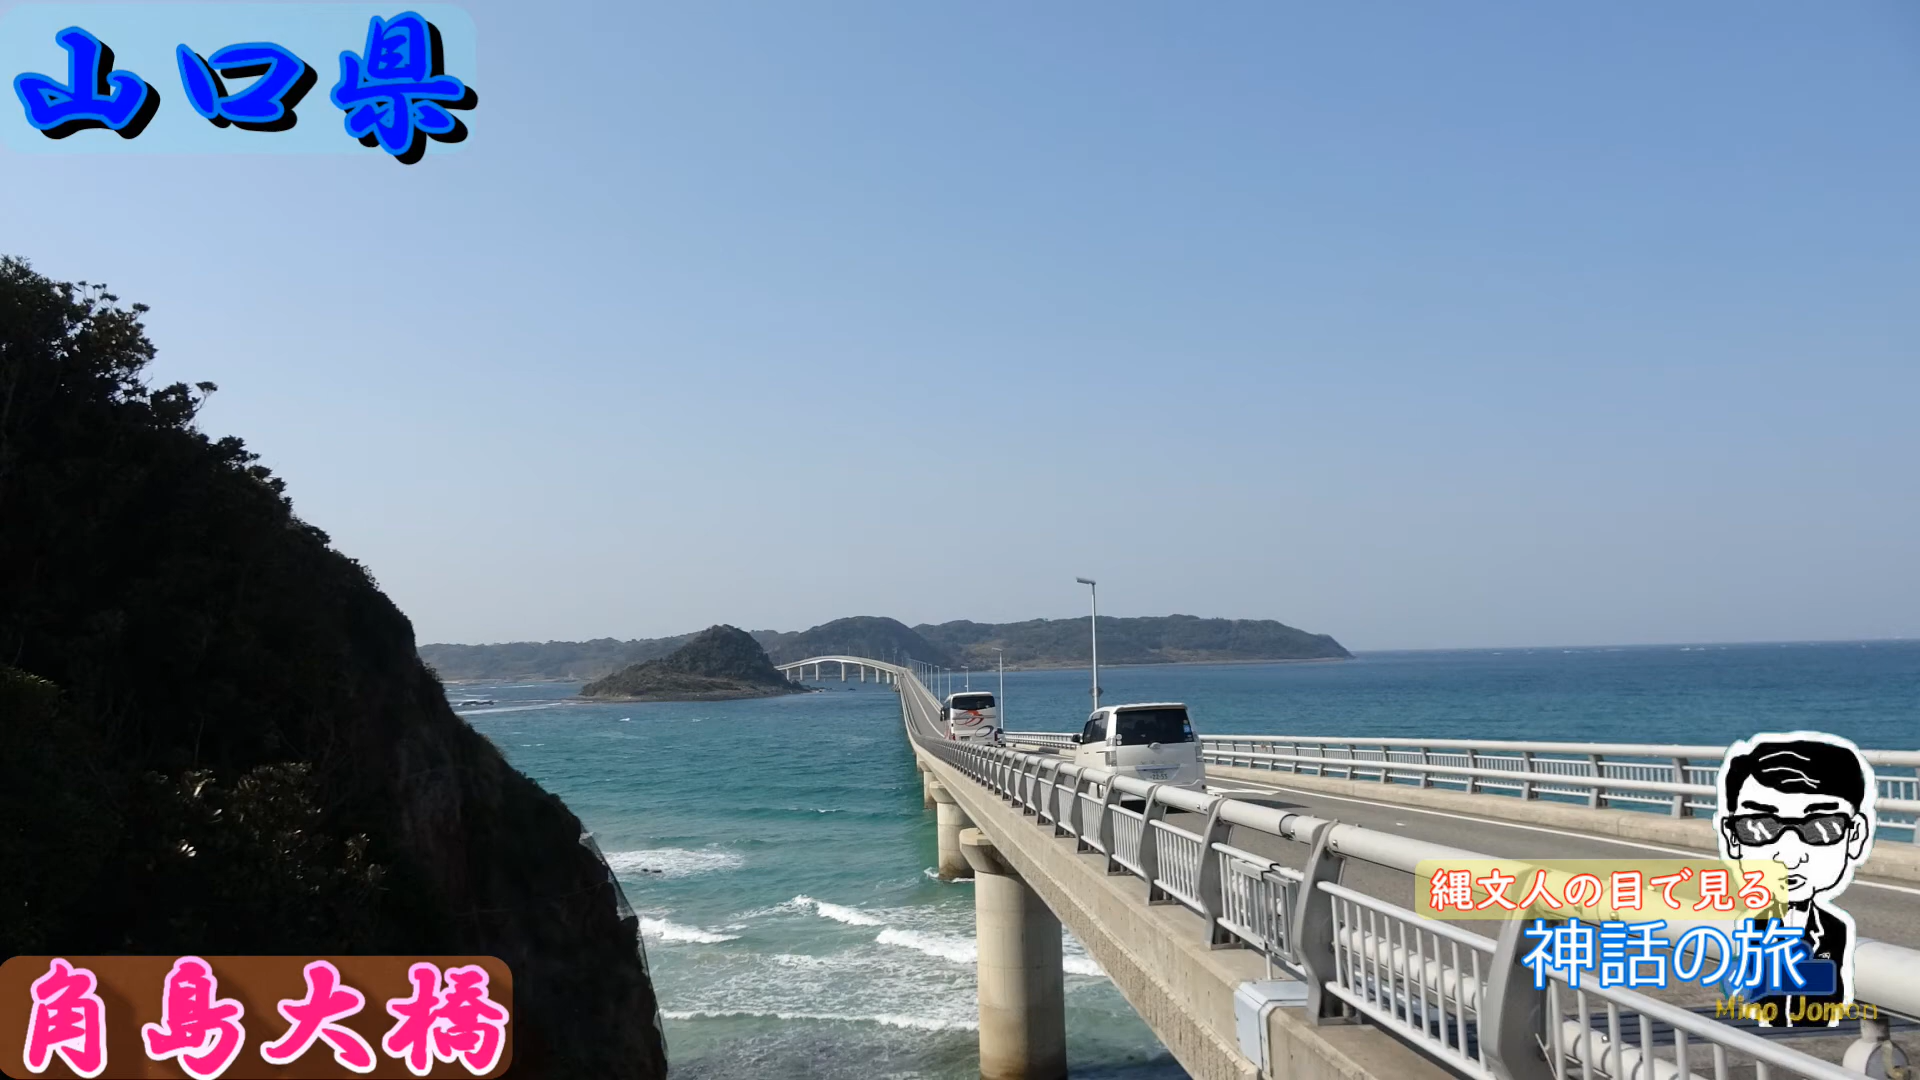 山口県
縄文人の目で見る
神話の旅
Mino Jomon
角島大橋